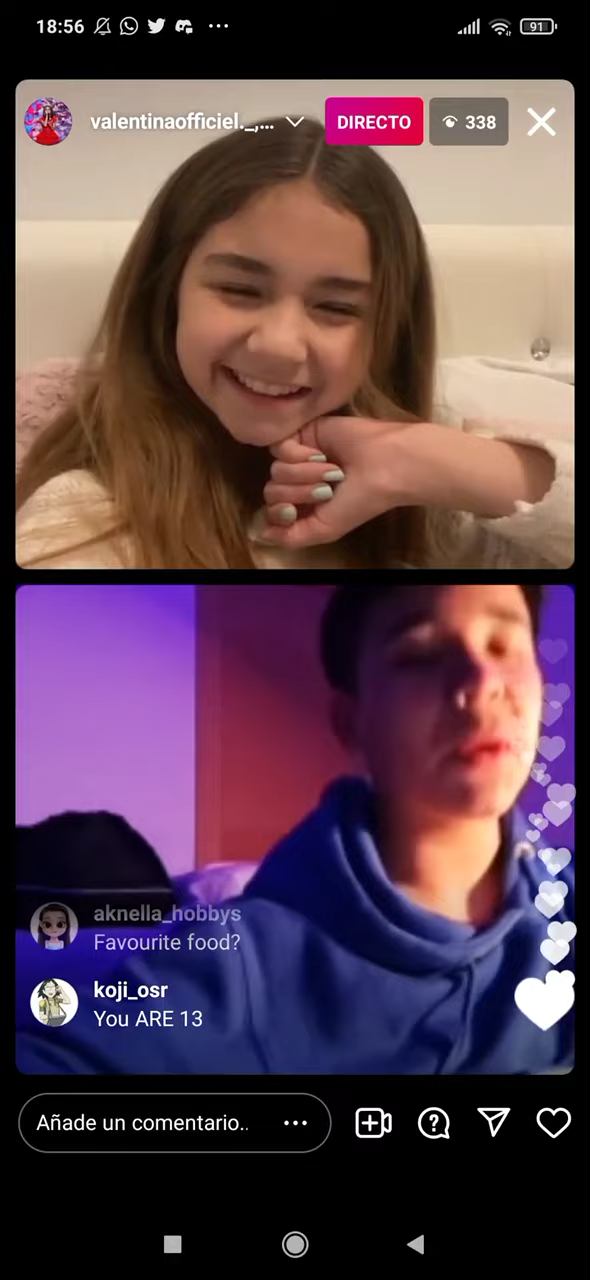 18:56
91
valentinaofficiel._,...
DIRECTO
338
aknella_hobbys
Favourite food?
koji_osr
You ARE 13
Añade un comentario..